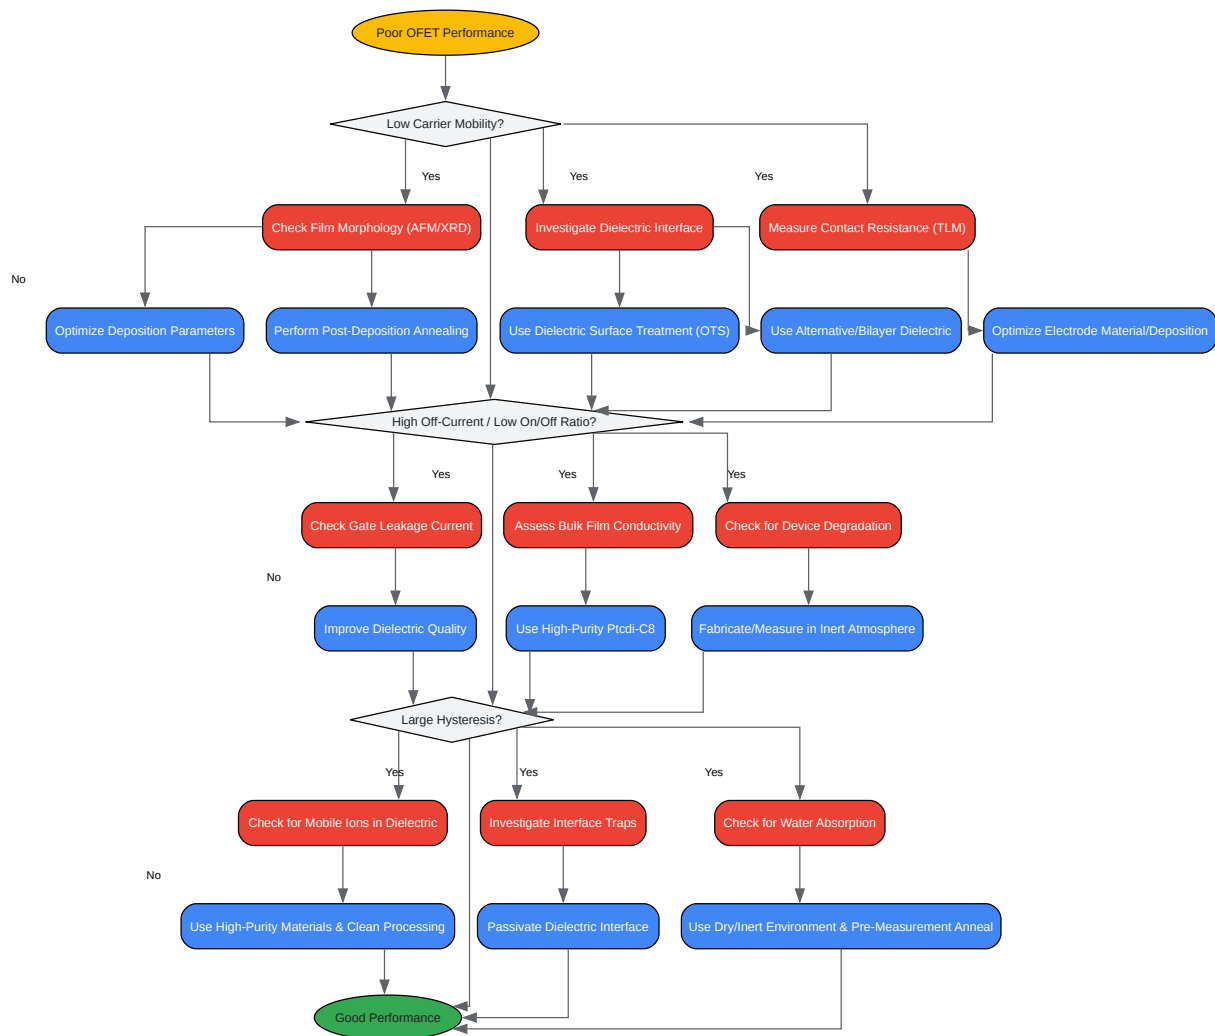 Poor OFET Performance
Low Carrier Mobility?
Yes
Yes
Yes
Check Film Morphology (AFM/XRD)
Investigate Dielectric Interface
Measure Contact Resistance (TLM)
No
Optimize Deposition Parameters
Perform Post-Deposition Annealing
Use Dielectric Surface Treatment (OTS)
Use Alternative/Bilayer Dielectric
Optimize Electrode Material/Deposition
High Off-Current / Low On/Off Ratio?
Yes
Yes
Yes
Check Gate Leakage Current
Assess Bulk Film Conductivity
Check for Device Degradation
No
Improve Dielectric Quality
Use High-Purity Ptcdi-C8
Fabricate/Measure in Inert Atmosphere
Large Hysteresis?
Yes
Yes
Yes
Check for Mobile Ions in Dielectric
Investigate Interface Traps
Check for Water Absorption
No
Use High-Purity Materials & Clean Processing
Passivate Dielectric Interface
Use Dry/Inert Environment & Pre-Measurement Anneal
Good Performance